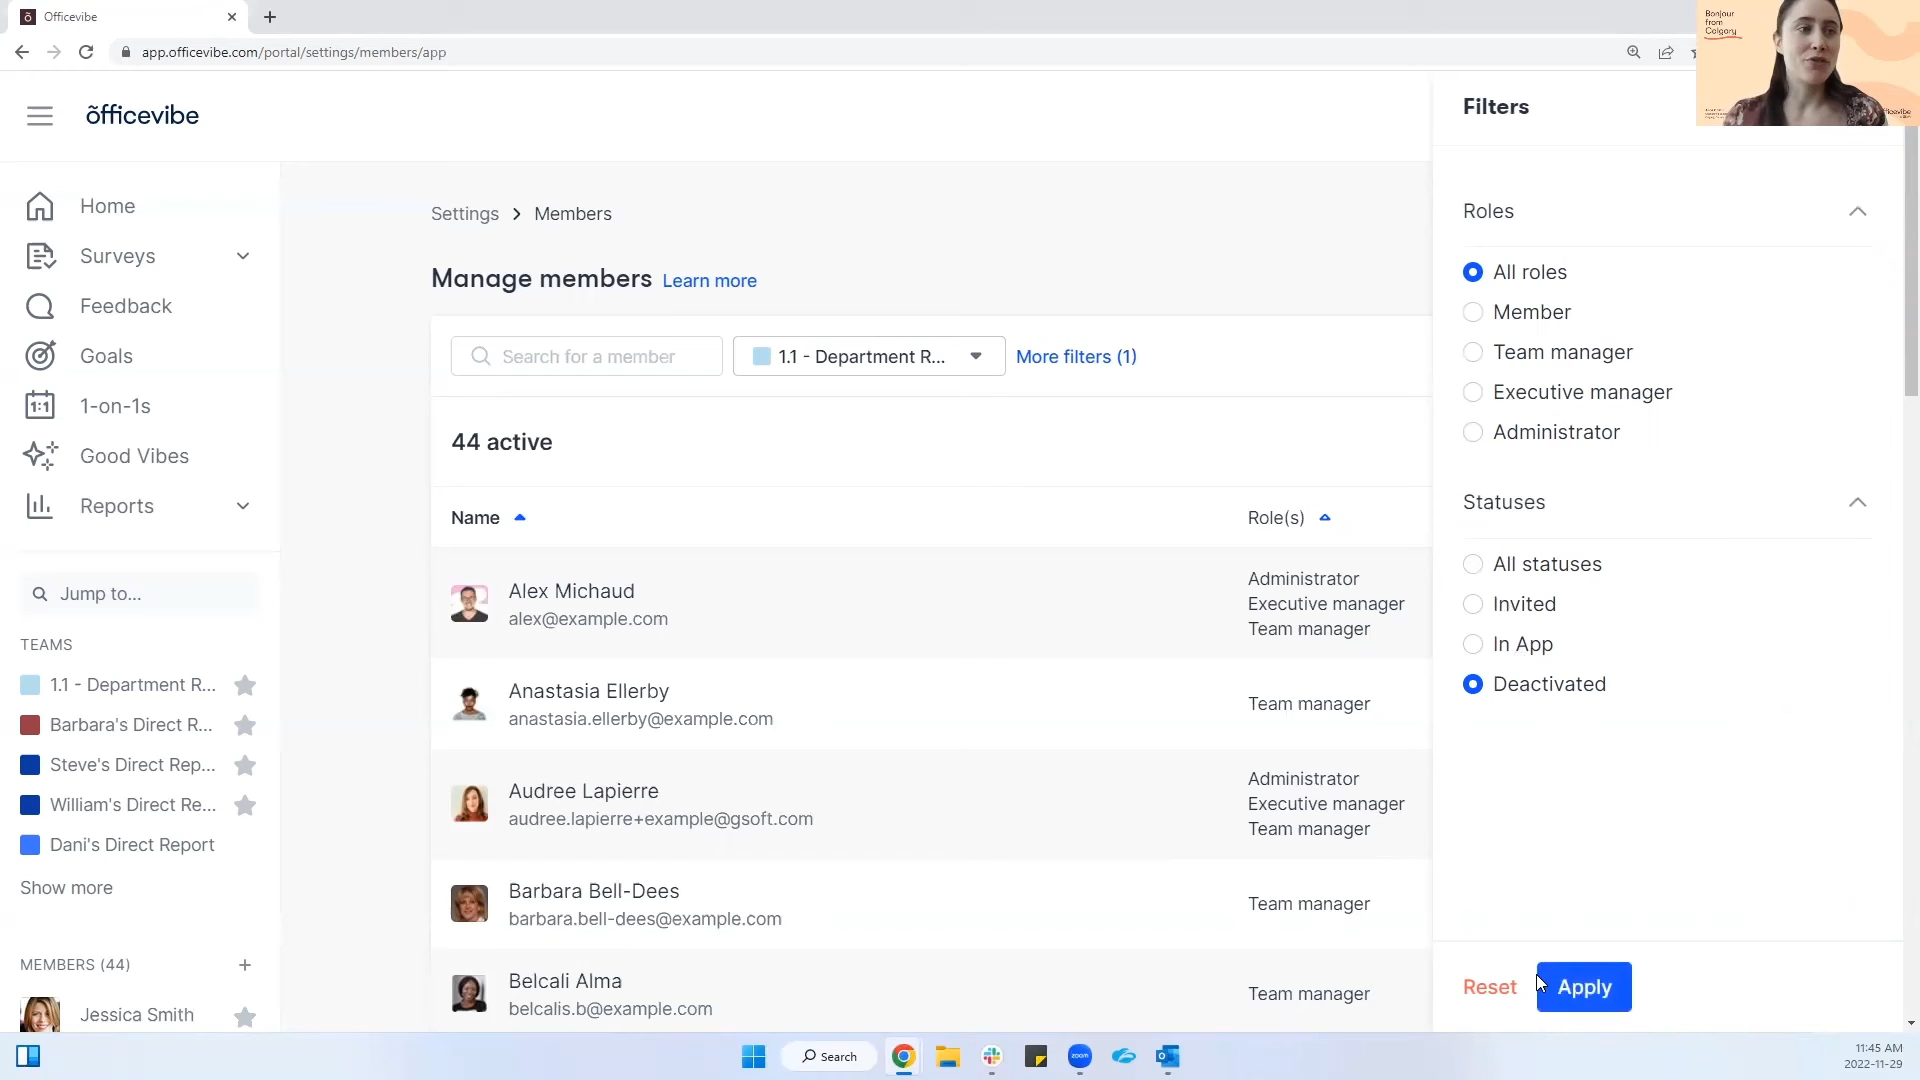 Officevibe
app.officevibe.com/portal/settings/members/app
Bonjour
from
Calgary
õfficevibe
Filters
Home
Surveys
Feedback
Goals
1:1
1-on-1s
Good Vibes
Reports
Jump to...
TEAMS
1.1 - Department R...
Barbara's Direct R...
Steve's Direct Rep...
William's Direct Re...
Dani's Direct Report
Show more
MEMBERS (44)
Jessica Smith
Settings > Members
Manage members Learn more
Search for a member
1.1 - Department R...
More filters (1)
44 active
Name
Role(s)
Alex Michaud
alex@example.com
Administrator
Executive manager
Team manager
Anastasia Ellerby
anastasia.ellerby@example.com
Team manager
Audree Lapierre
audree.lapierre+example@gsoft.com
Administrator
Executive manager
Team manager
Barbara Bell-Dees
barbara.bell-dees@example.com
Team manager
Belcali Alma
belcalis.b@example.com
Team manager
Roles
All roles
Member
Team manager
Executive manager
Administrator
Statuses
All statuses
Invited
In App
Deactivated
Reset
Apply
Search
zoom
11:45 AM
2022-11-29